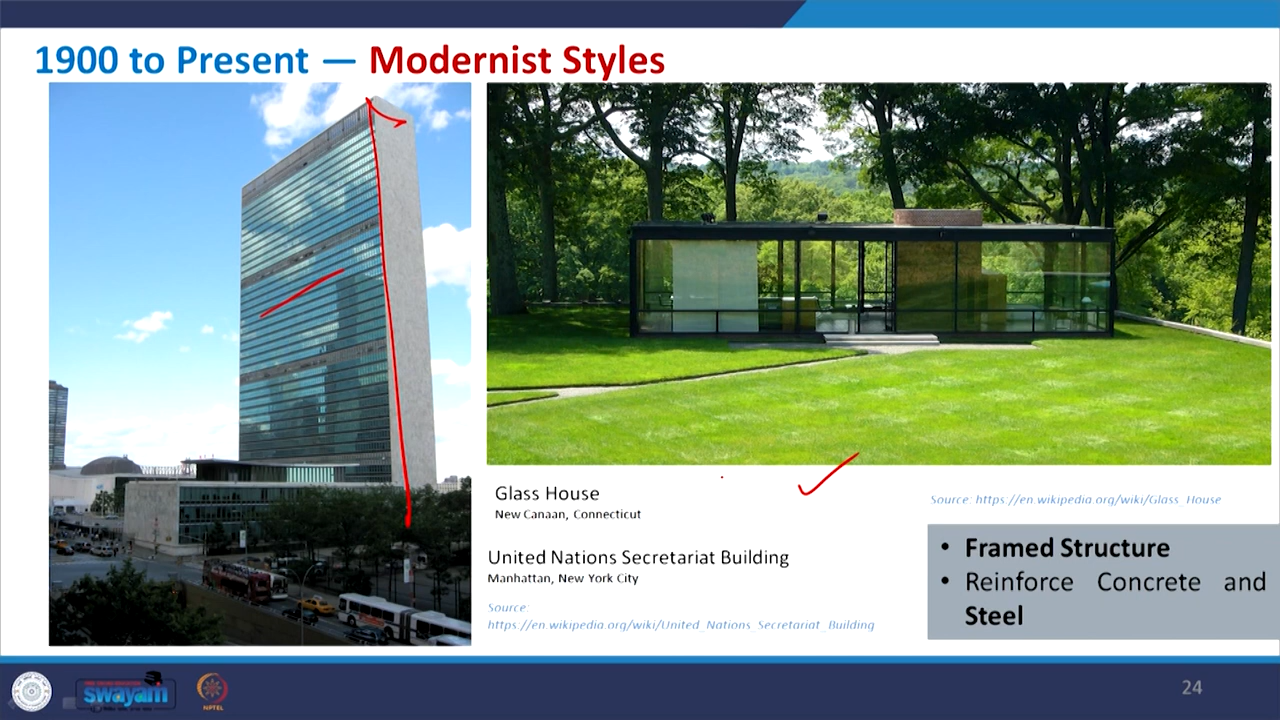 1900 to Present — Modernist Styles
Glass House
New Canaan, Connecticut
Source: https://en.wikipedia.org/wiki/Glass_House
United Nations Secretariat Building
Manhattan, New York City
Source:
https://en.wikipedia.org/wiki/United_Nations_Secretariat_Building
• Framed Structure
• Reinforce Concrete and
Steel
swayam
NPTEL
24